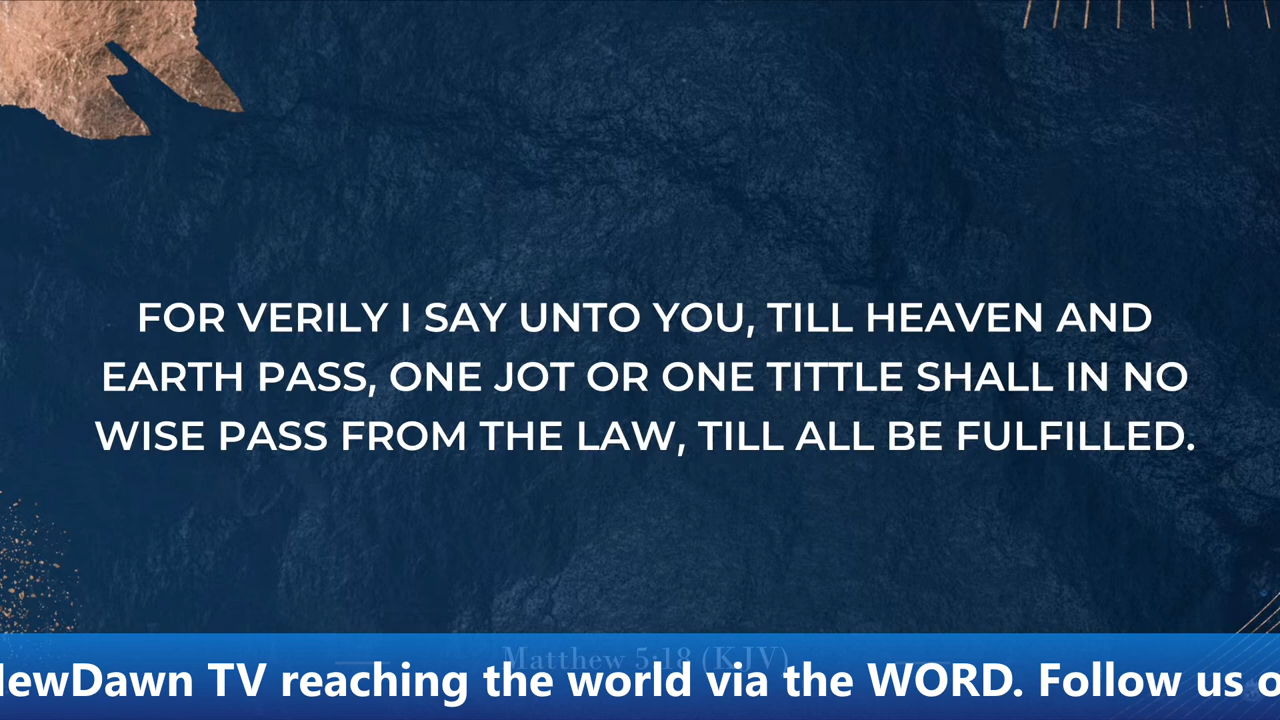 FOR VERILY I SAY UNTO YOU, TILL HEAVEN AND
EARTH PASS, ONE JOT OR ONE TITTLE SHALL IN NO
WISE PASS FROM THE LAW, TILL ALL BE FULFILLED.
Matthew 5:18 (KJV)
NewDawn TV reaching the world via the WORD. Follow us o